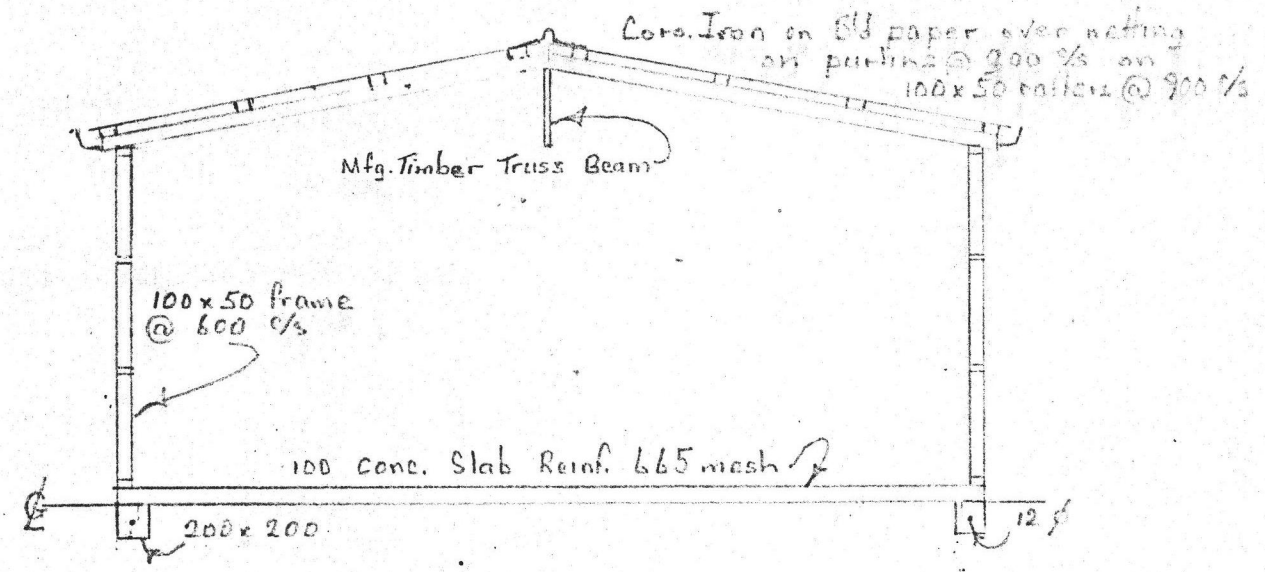 Corr. Iron on Bld paper over netting
on purlins @ 900 c/s on
100 x 50 rafters @ 900 c/s
Mfg. Timber Truss Beam
100 x 50 frame
@ 600 c/s
100 Conc. Slab Reinf. 665 mesh
200 x 200
12 ϕ